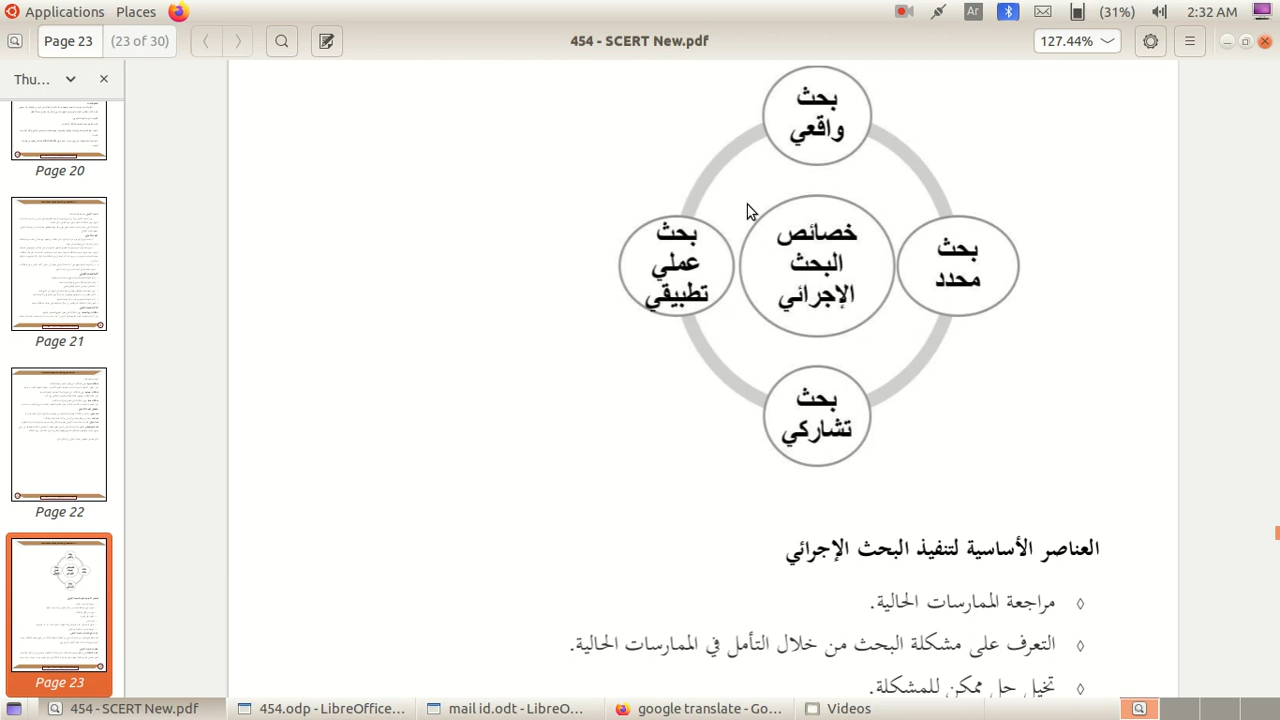 Applications Places
Ar (31%) 2:32 AM
Page 23 (23 of 30)
454 - SCERT New.pdf
127.44%
Thu...
Page 20
Page 21
Page 22
Page 23
بحث
واقعي
بحث
محدد
خصائص
البحث
الإجرائي
بحث
عملي
تطبيقي
بحث
تشاركي
العناصر الأساسية لتنفيذ البحث الإجرائي
◊ مراجعة الممارسات الحالية.
◊ التعرف على مشكلة البحث من خلال التأمل في الممارسات الحالية.
◊ تخيل حل ممكن للمشكلة.
454 - SCERT New.pdf
454.odp - LibreOffice...
mail id.odt - LibreO...
google translate - Go...
Videos